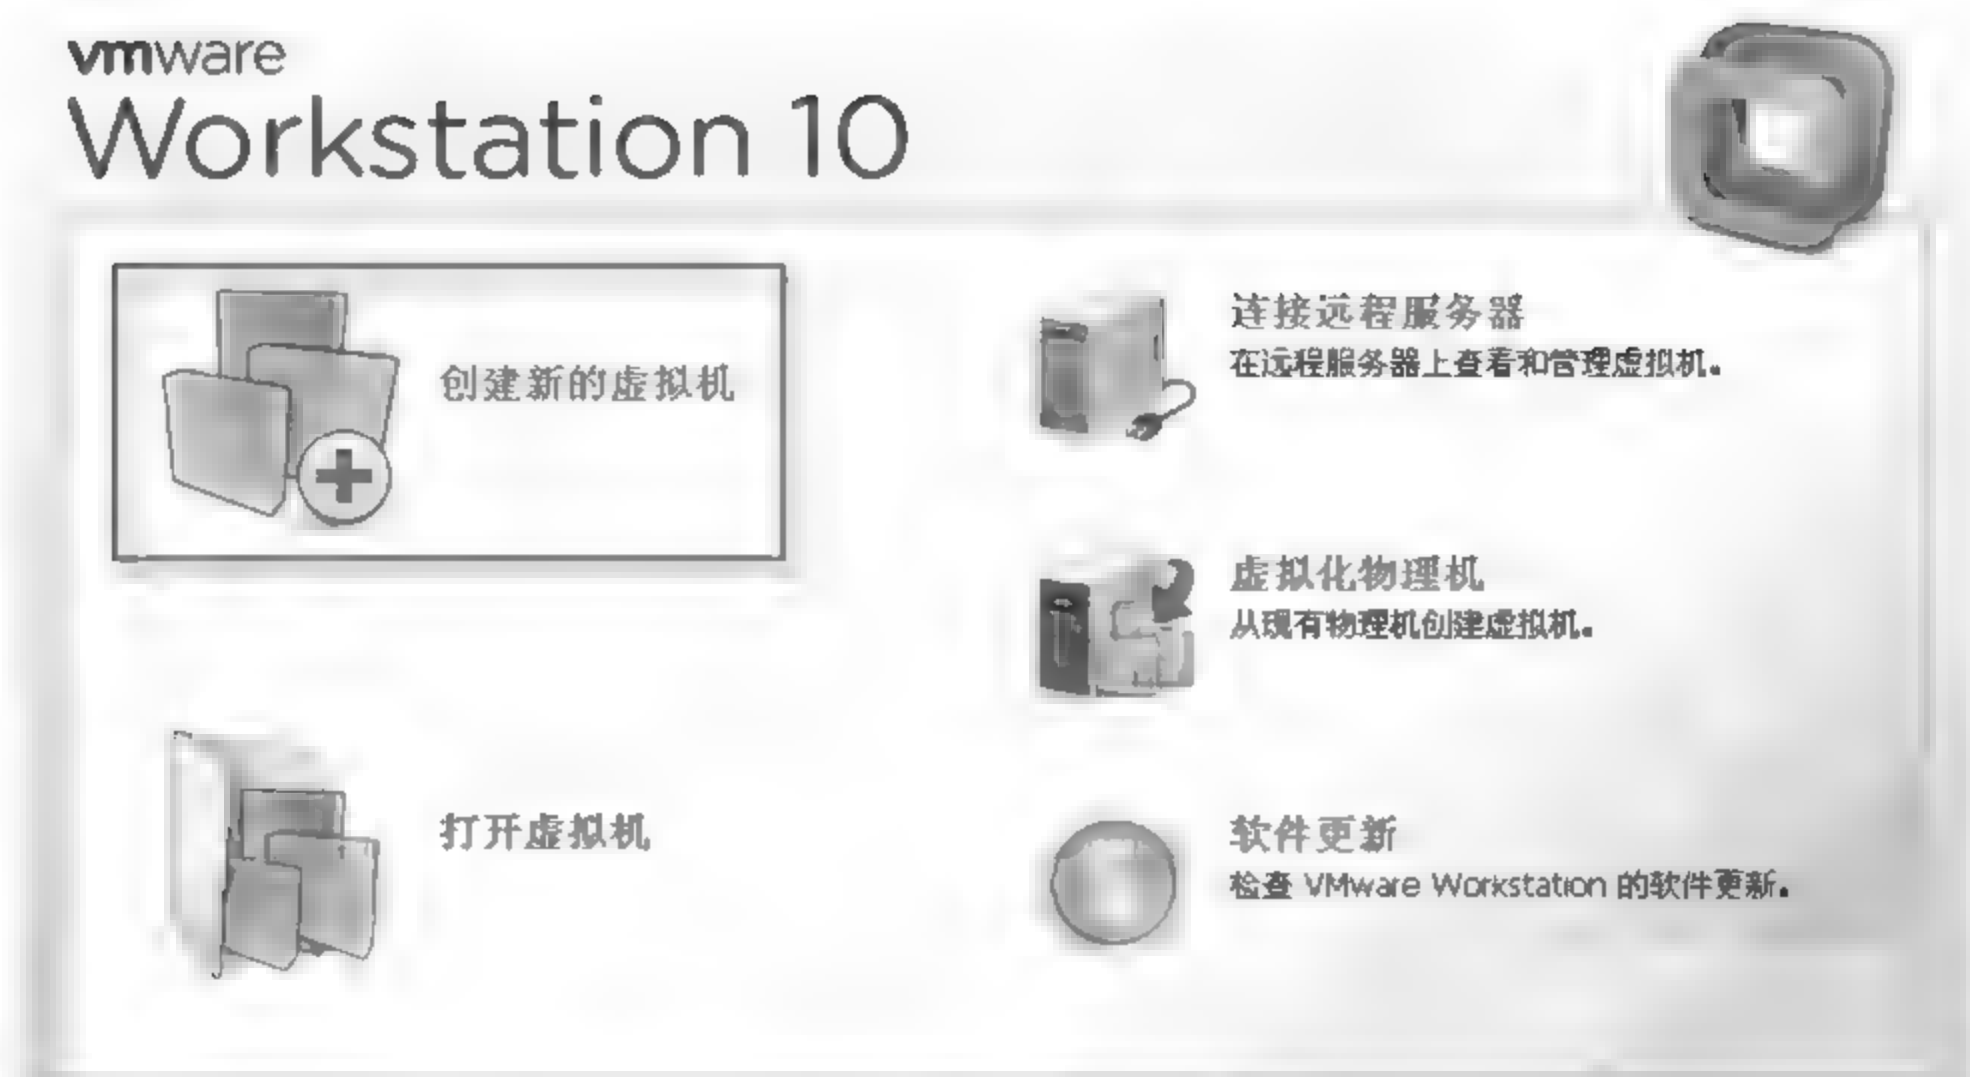 vmware
Workstation 10
创建新的虚拟机
打开虚拟机
连接远程服务器
在远程服务器上查看和管理虚拟机。
虚拟化物理机
从现有物理机创建虚拟机。
软件更新
检查 VMware Workstation 的软件更新。